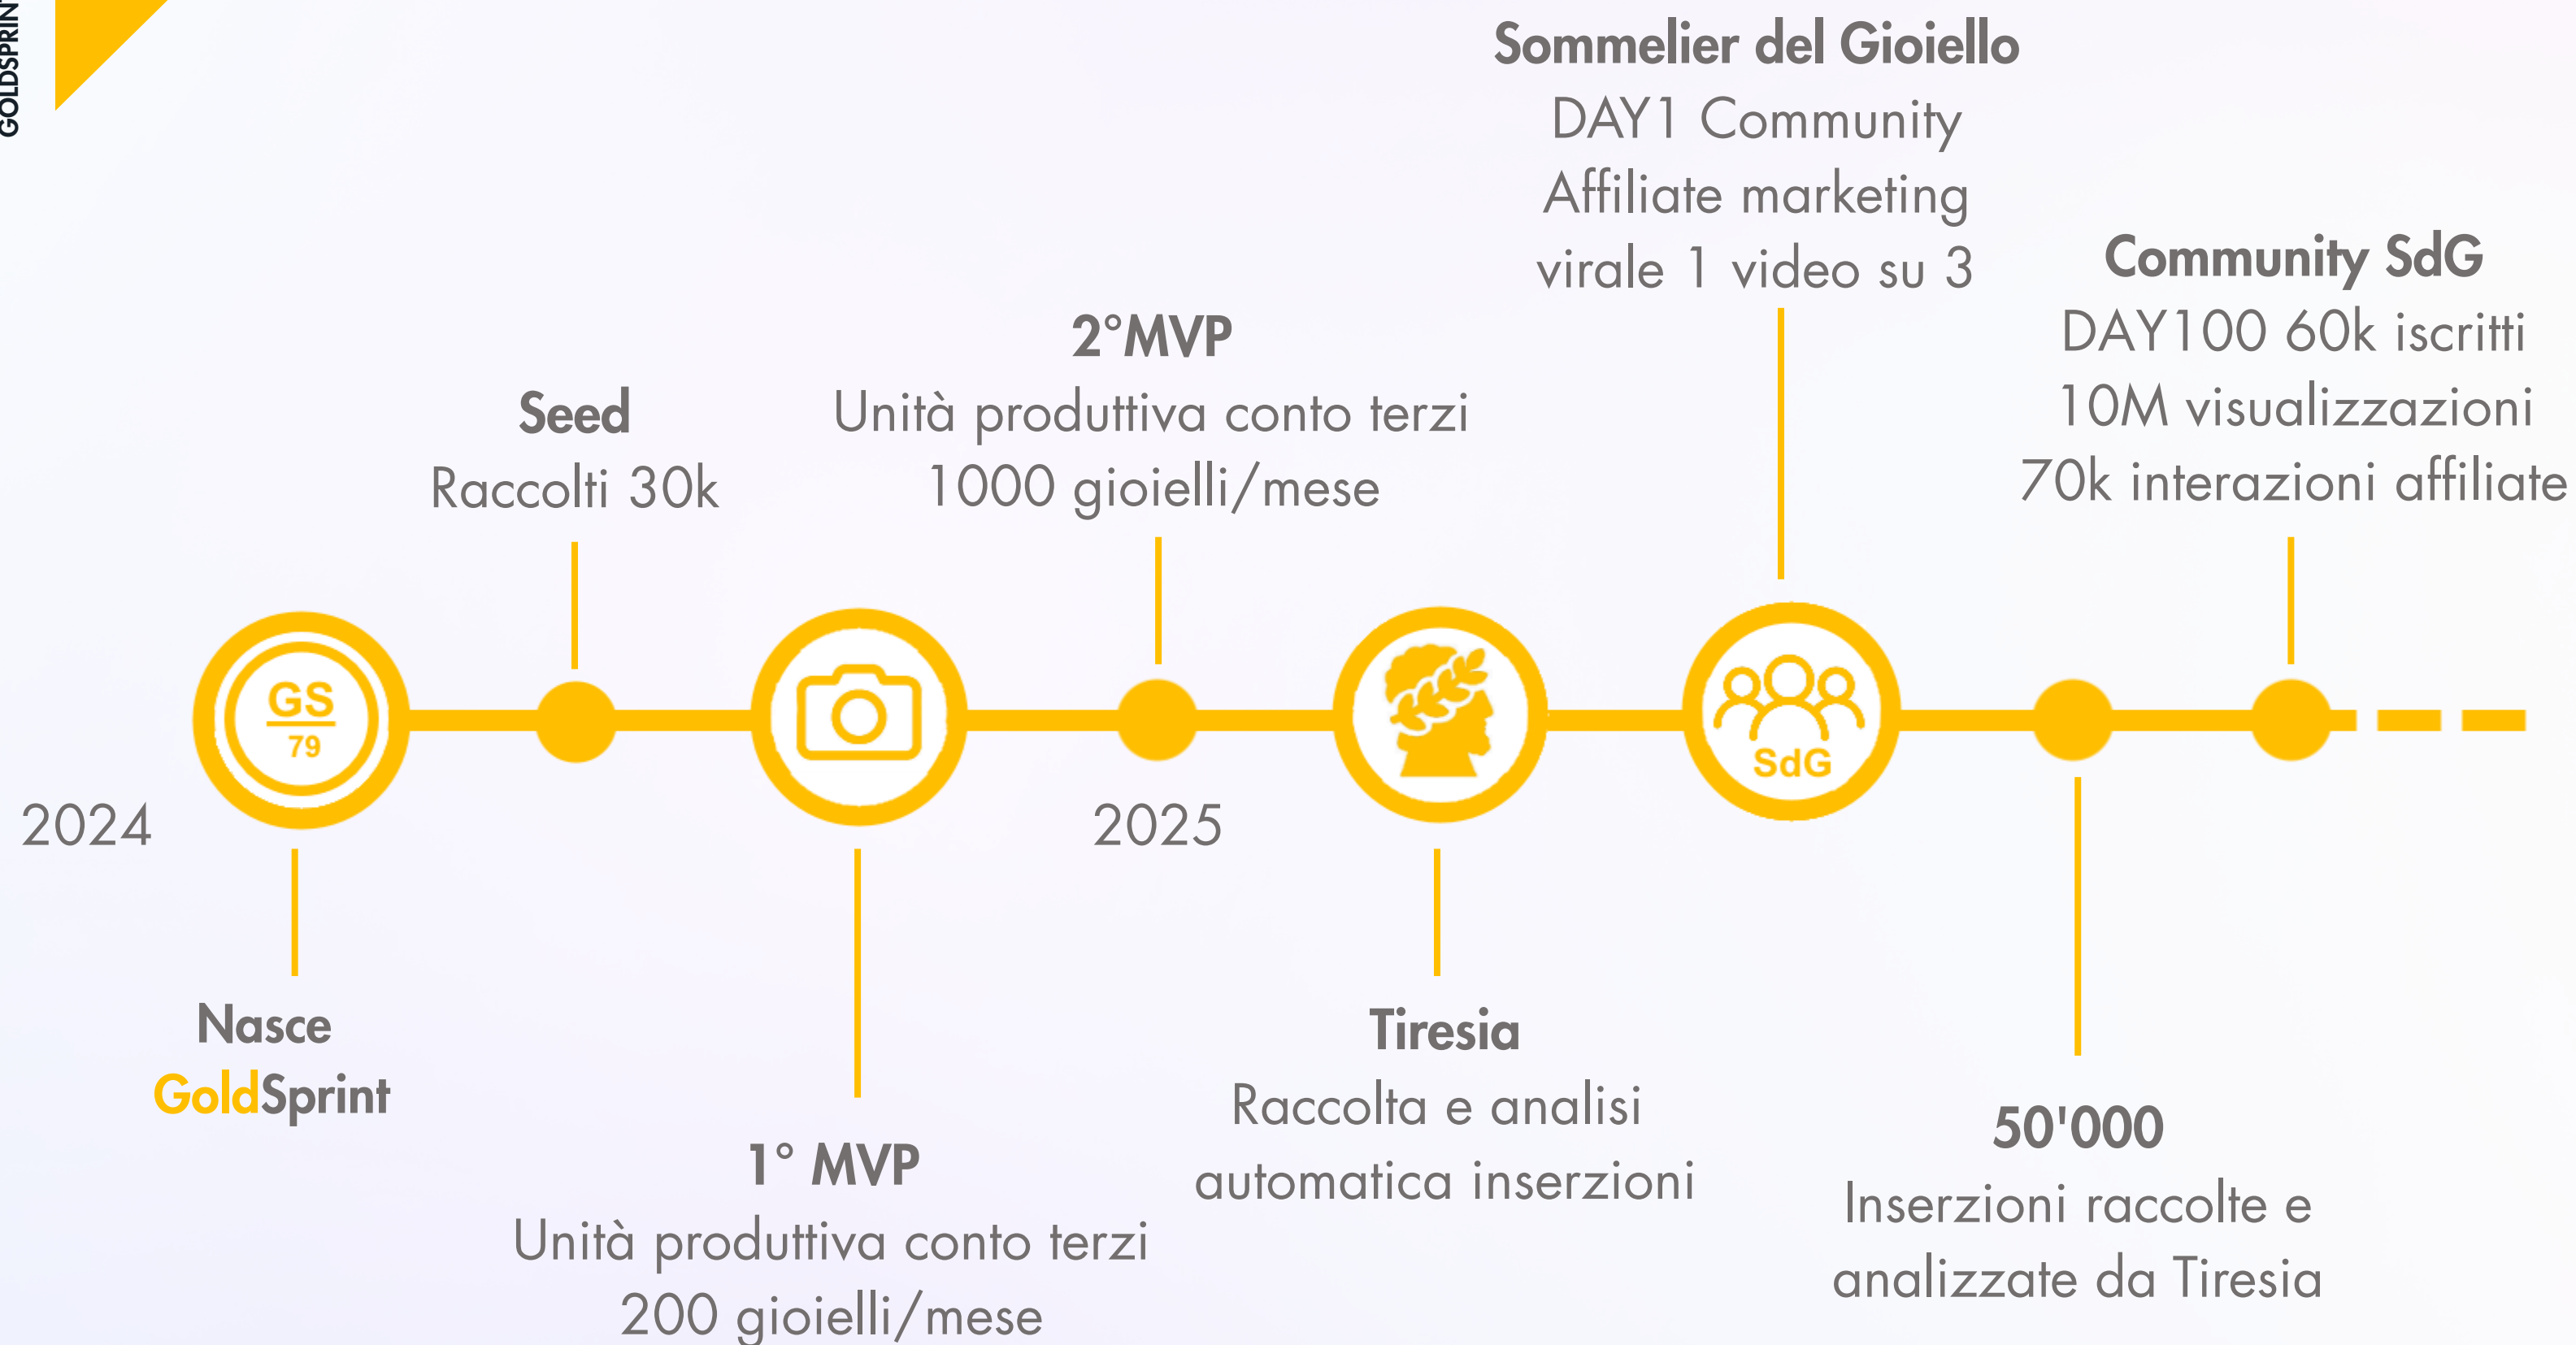 GOLDSPRINT
Sommelier del Gioiello
DAY1 Community
Affiliate marketing
virale 1 video su 3
Community SdG
DAY100 60k iscritti
10M visualizzazioni
70k interazioni affiliate
2°MVP
Unità produttiva conto terzi
1000 gioielli/mese
Seed
Raccolti 30k
GS
79
SdG
2024
2025
Nasce
GoldSprint
1° MVP
Unità produttiva conto terzi
200 gioielli/mese
Tiresia
Raccolta e analisi
automatica inserzioni
50'000
Inserzioni raccolte e
analizzate da Tiresia